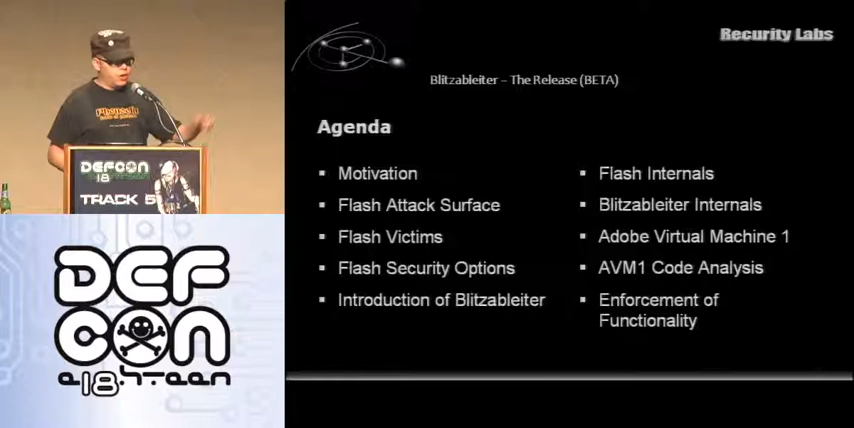 Recurity Labs
Blitzableiter – The Release (BETA)
Agenda
▪ Motivation
▪ Flash Attack Surface
▪ Flash Victims
▪ Flash Security Options
▪ Introduction of Blitzableiter
▪ Flash Internals
▪ Blitzableiter Internals
▪ Adobe Virtual Machine 1
▪ AVM1 Code Analysis
▪ Enforcement of
Functionality
DEFCON
18
TRACK 5
DEF
CON
e.18.hteen